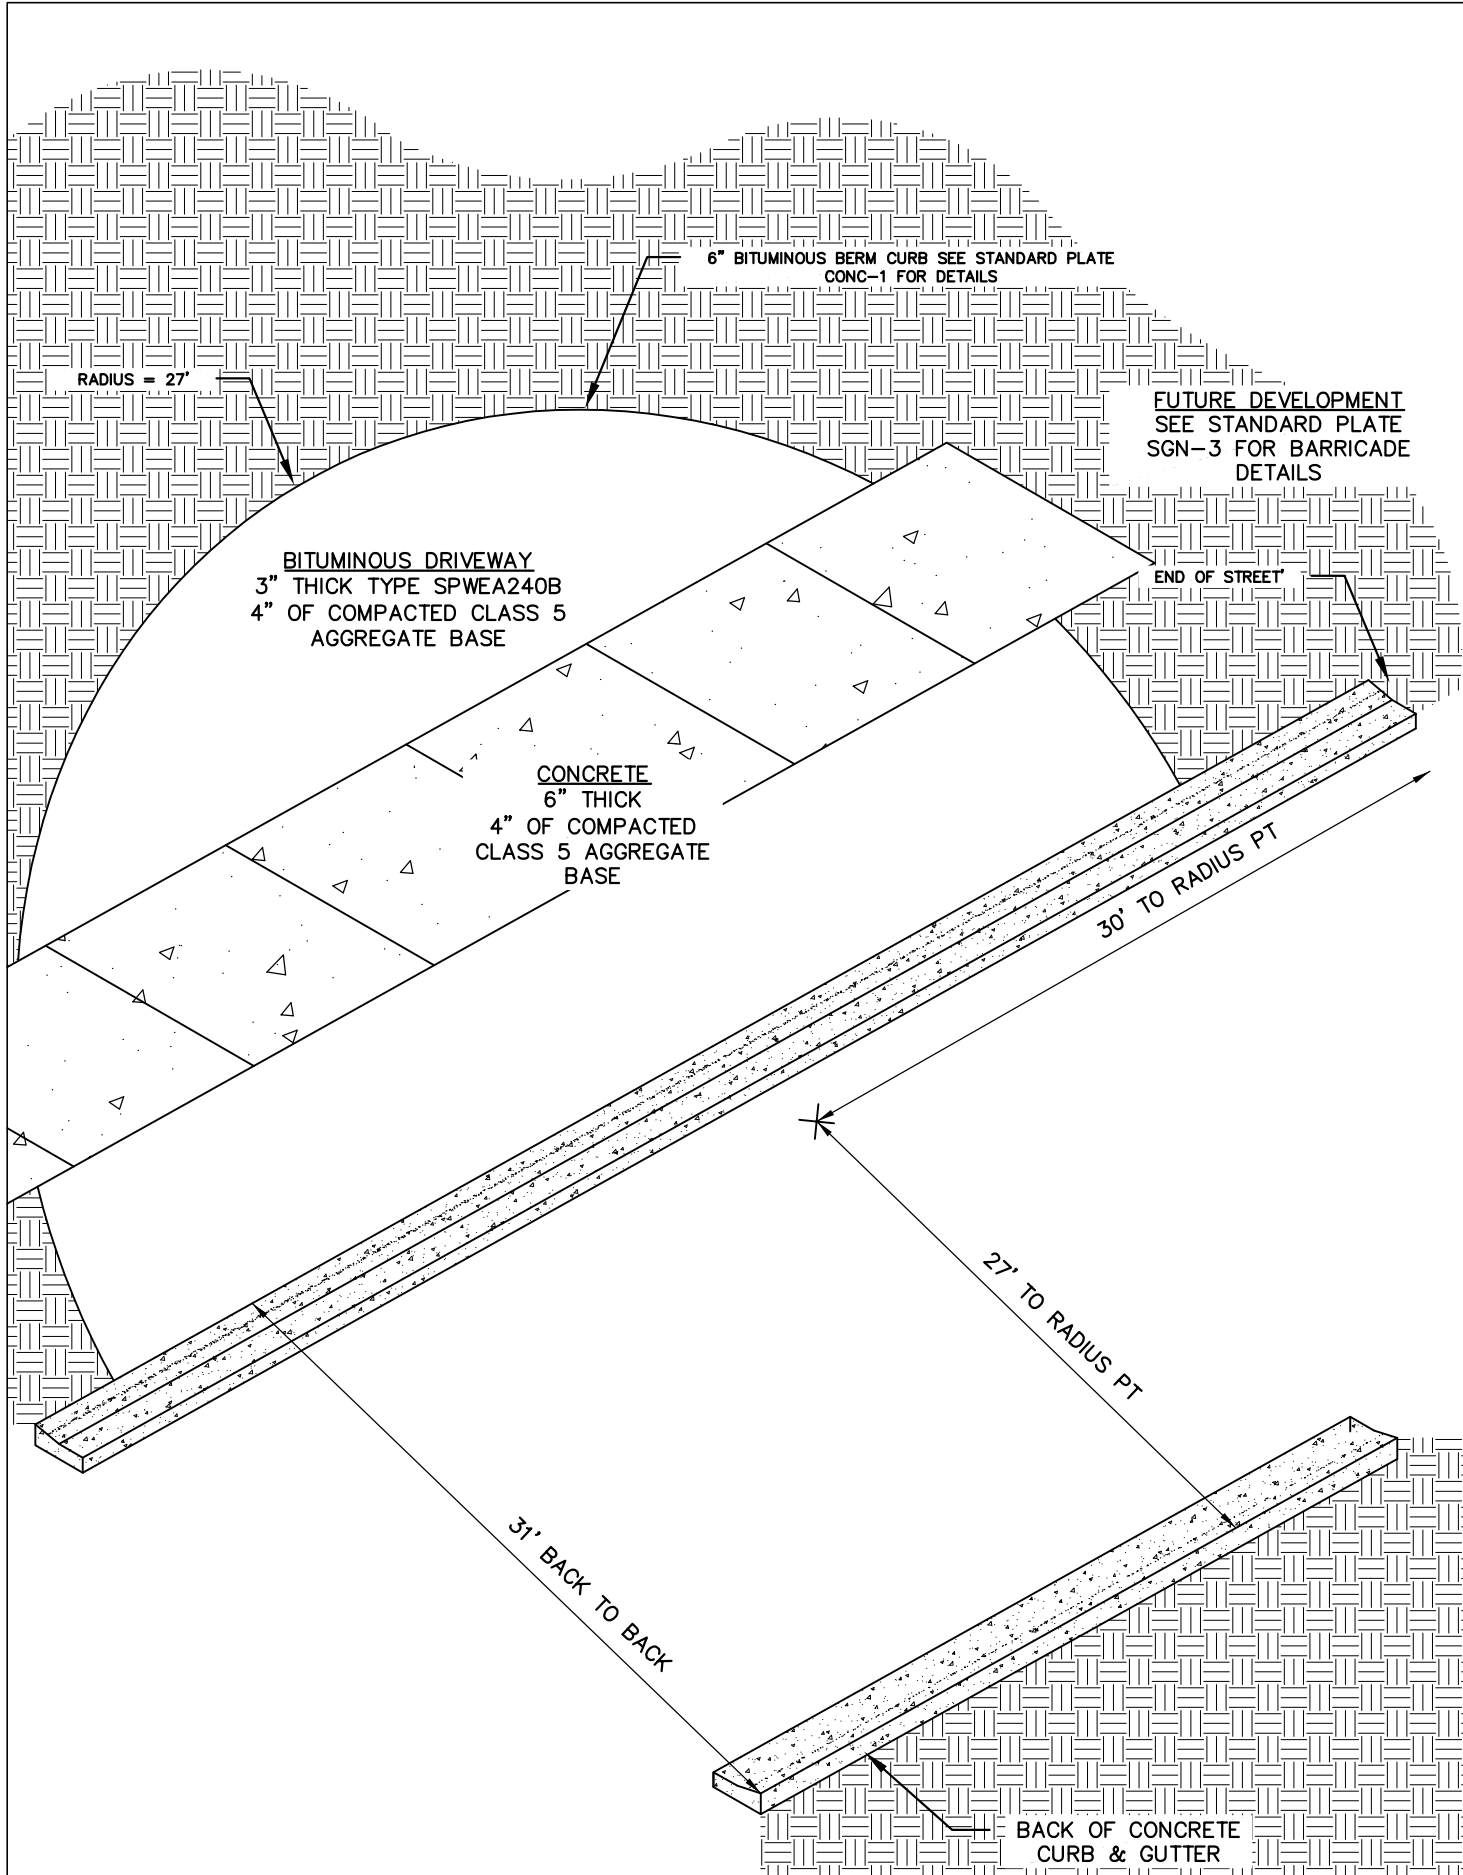 6" BITUMINOUS BERM CURB SEE STANDARD PLATE
CONC-1 FOR DETAILS
RADIUS = 27'
FUTURE DEVELOPMENT
SEE STANDARD PLATE
SGN-3 FOR BARRICADE
DETAILS
BITUMINOUS DRIVEWAY
3" THICK TYPE SPWEA240B
4" OF COMPACTED CLASS 5
AGGREGATE BASE
END OF STREET'
CONCRETE
6" THICK
4" OF COMPACTED
CLASS 5 AGGREGATE
BASE
30' TO RADIUS PT
27' TO RADIUS PT
31' BACK TO BACK
BACK OF CONCRETE
CURB & GUTTER